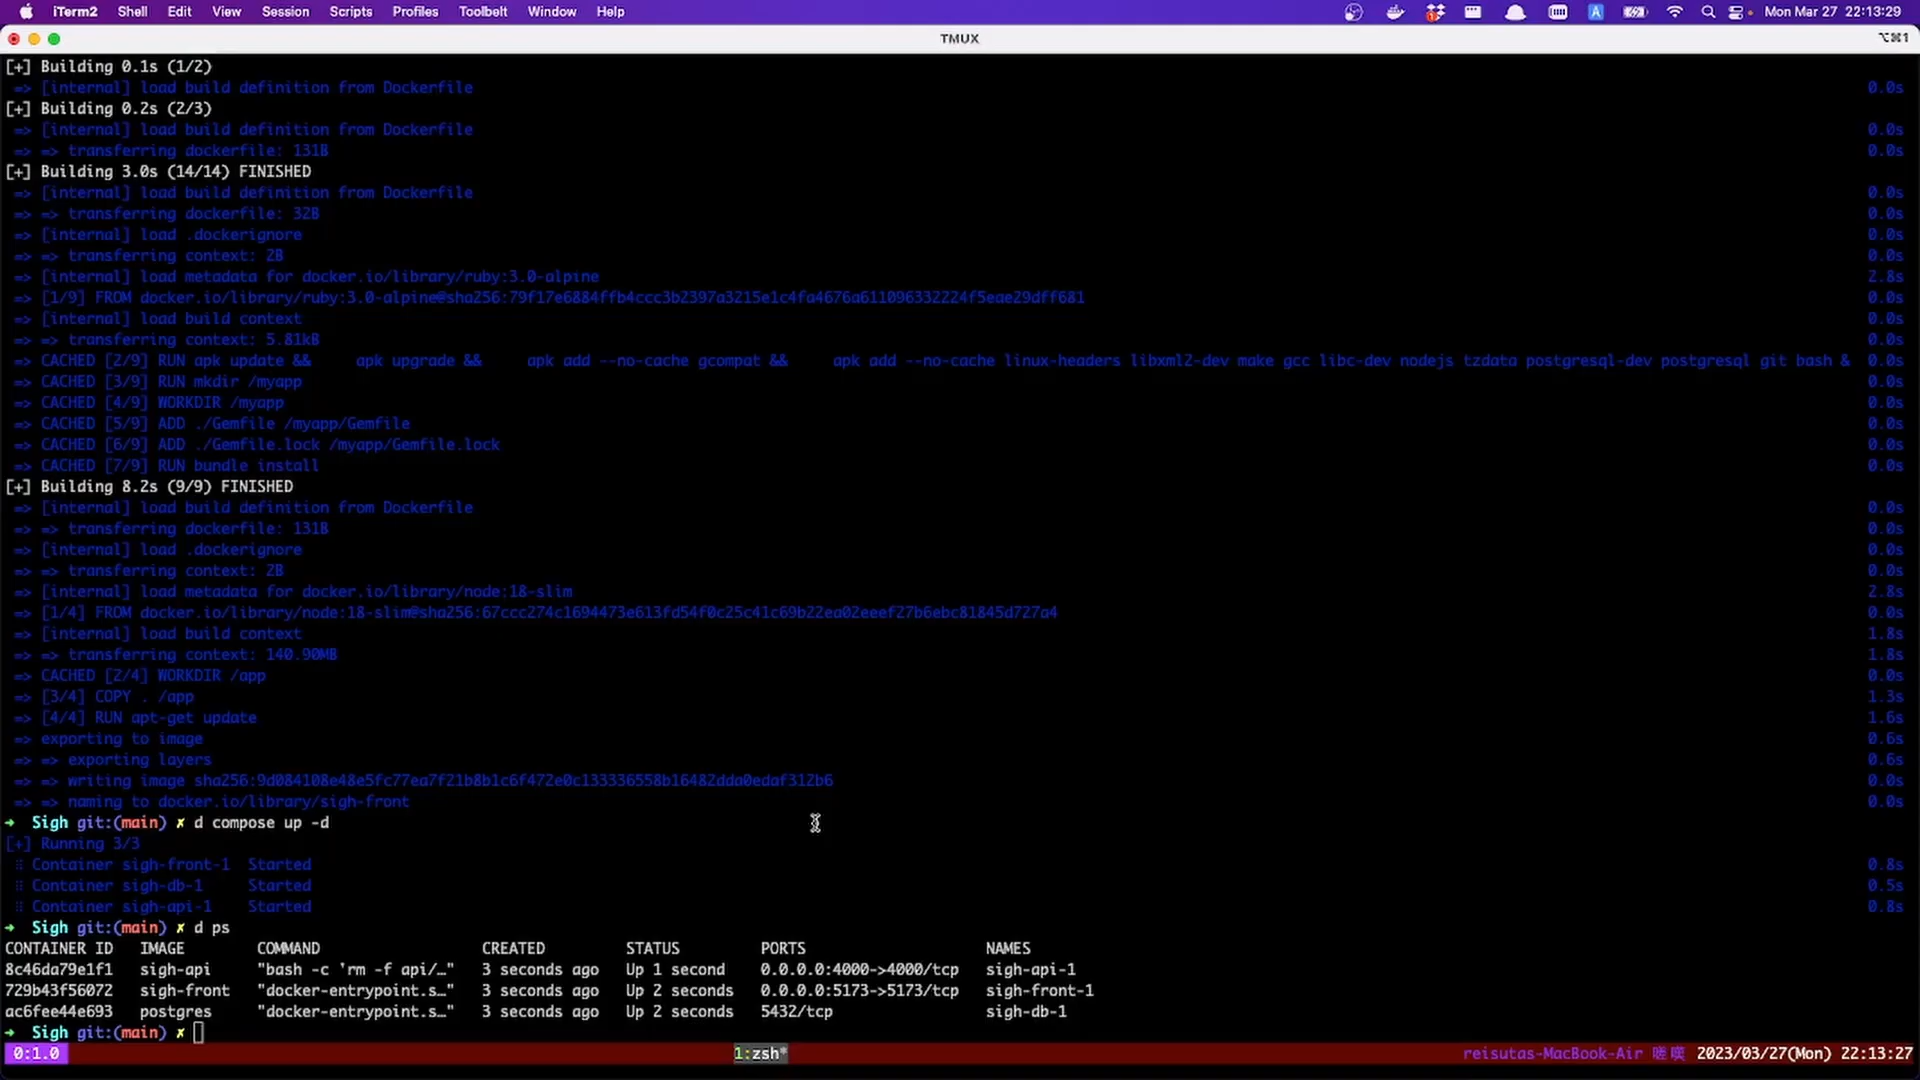 iTerm2 Shell Edit View Session Scripts Profiles Toolbelt Window Help A Mon Mar 27 22:13:29
TMUX ⌥⌘1
[+] Building 0.1s (1/2)
=> [internal] load build definition from Dockerfile 0.0s
[+] Building 0.2s (2/3)
=> [internal] load build definition from Dockerfile 0.0s
=> => transferring dockerfile: 131B 0.0s
[+] Building 3.0s (14/14) FINISHED
=> [internal] load build definition from Dockerfile 0.0s
=> => transferring dockerfile: 32B 0.0s
=> [internal] load .dockerignore 0.0s
=> => transferring context: 2B 0.0s
=> [internal] load metadata for docker.io/library/ruby:3.0-alpine 2.8s
=> [1/9] FROM docker.io/library/ruby:3.0-alpine@sha256:79f17e6884ffb4ccc3b2397a3215e1c4fa4676a611096332224f5eae29dff681 0.0s
=> [internal] load build context 0.0s
=> => transferring context: 5.81kB 0.0s
=> CACHED [2/9] RUN apk update && apk upgrade && apk add --no-cache gcompat && apk add --no-cache linux-headers libxml2-dev make gcc libc-dev nodejs tzdata postgresql-dev postgresql git bash & 0.0s
=> CACHED [3/9] RUN mkdir /myapp 0.0s
=> CACHED [4/9] WORKDIR /myapp 0.0s
=> CACHED [5/9] ADD ./Gemfile /myapp/Gemfile 0.0s
=> CACHED [6/9] ADD ./Gemfile.lock /myapp/Gemfile.lock 0.0s
=> CACHED [7/9] RUN bundle install 0.0s
[+] Building 8.2s (9/9) FINISHED
=> [internal] load build definition from Dockerfile 0.0s
=> => transferring dockerfile: 131B 0.0s
=> [internal] load .dockerignore 0.0s
=> => transferring context: 2B 0.0s
=> [internal] load metadata for docker.io/library/node:18-slim 2.8s
=> [1/4] FROM docker.io/library/node:18-slim@sha256:67ccc274c1694473e613fd54f0c25c41c69b22ea02eeef27b6ebc81845d727a4 0.0s
=> [internal] load build context 1.8s
=> => transferring context: 140.90MB 1.8s
=> CACHED [2/4] WORKDIR /app 0.0s
=> [3/4] COPY . /app 1.3s
=> [4/4] RUN apt-get update 1.6s
=> exporting to image 0.6s
=> => exporting layers 0.6s
=> => writing image sha256:9d084108e48e5fc77ea7f21b8b1c6f472e0c133336558b16482dda0edaf312b6 0.0s
=> => naming to docker.io/library/sigh-front 0.0s
➜ Sigh git:(main) ✗ d compose up -d
[+] Running 3/3
⠿ Container sigh-front-1 Started 0.8s
⠿ Container sigh-db-1 Started 0.5s
⠿ Container sigh-api-1 Started 0.8s
➜ Sigh git:(main) ✗ d ps
CONTAINER ID IMAGE COMMAND CREATED STATUS PORTS NAMES
8c46da79e1f1 sigh-api "bash -c 'rm -f api/…" 3 seconds ago Up 1 second 0.0.0.0:4000->4000/tcp sigh-api-1
729b43f56072 sigh-front "docker-entrypoint.s…" 3 seconds ago Up 2 seconds 0.0.0.0:5173->5173/tcp sigh-front-1
ac6fee44e693 postgres "docker-entrypoint.s…" 3 seconds ago Up 2 seconds 5432/tcp sigh-db-1
➜ Sigh git:(main) ✗
0:1.0 1:zsh* reisutas-MacBook-Air 2023/03/27(Mon) 22:13:27